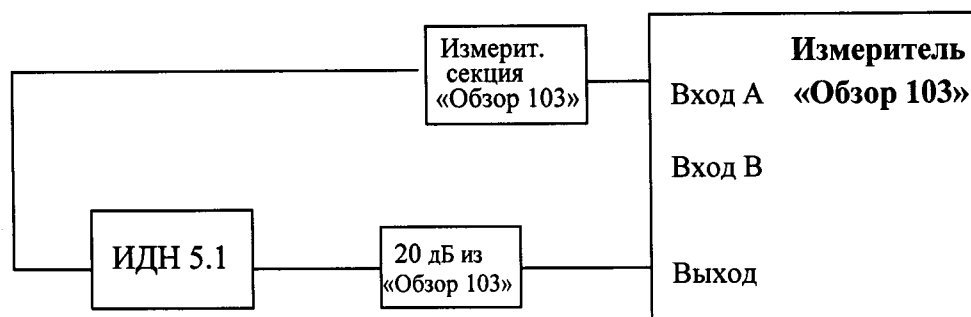 Измерит.
секция
«Обзор 103»
Измеритель
«Обзор 103»
Вход А
Вход В
ИДН 5.1
20 дБ из
«Обзор 103»
Выход